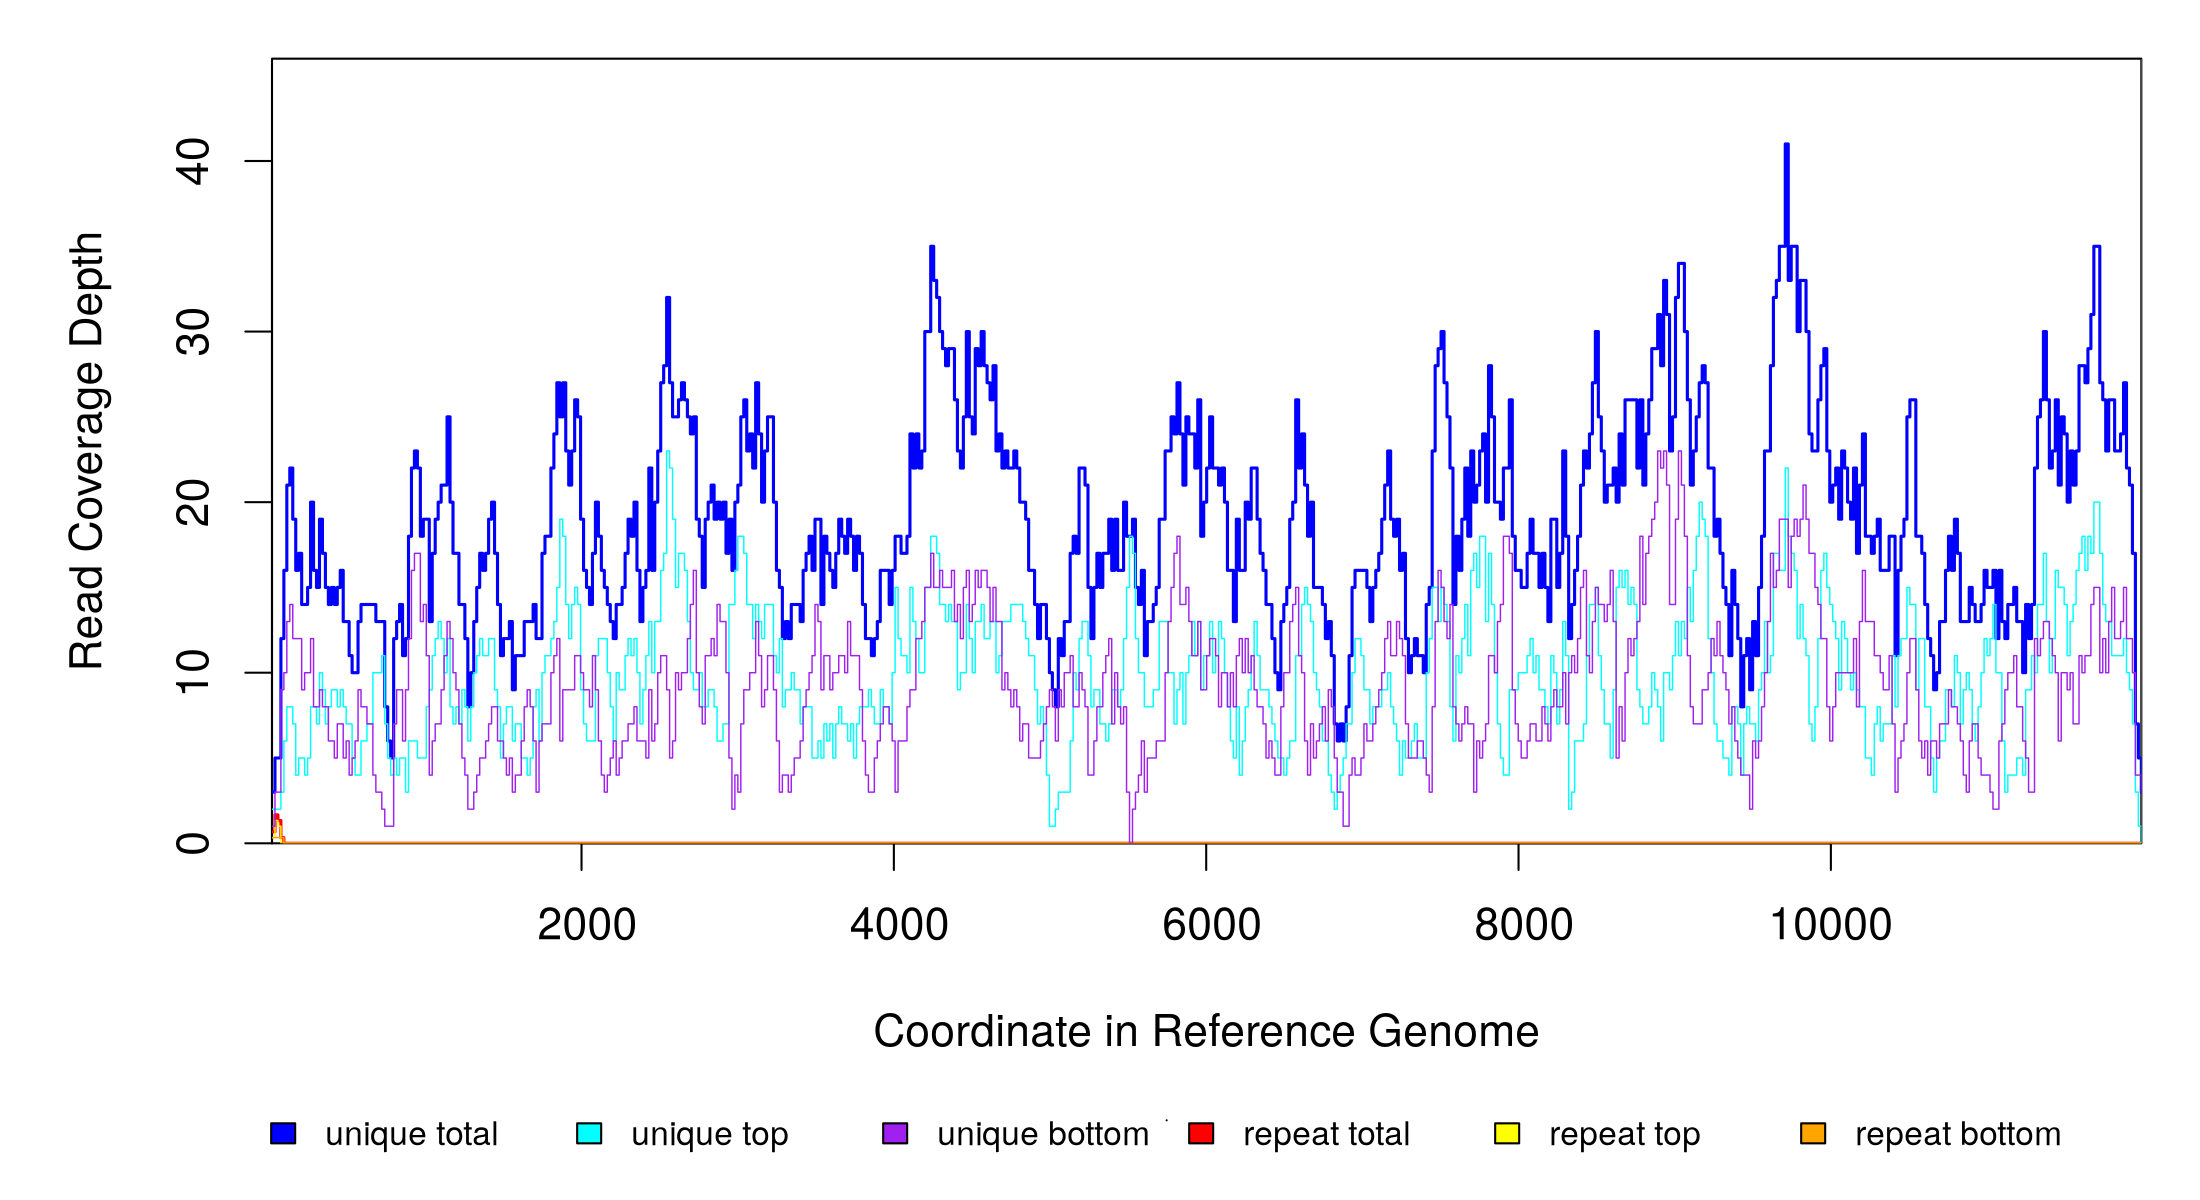 Read Coverage Depth
40
30
20
10
0
2000 4000 6000 8000 10000
Coordinate in Reference Genome
unique total unique top unique bottom repeat total repeat top repeat bottom